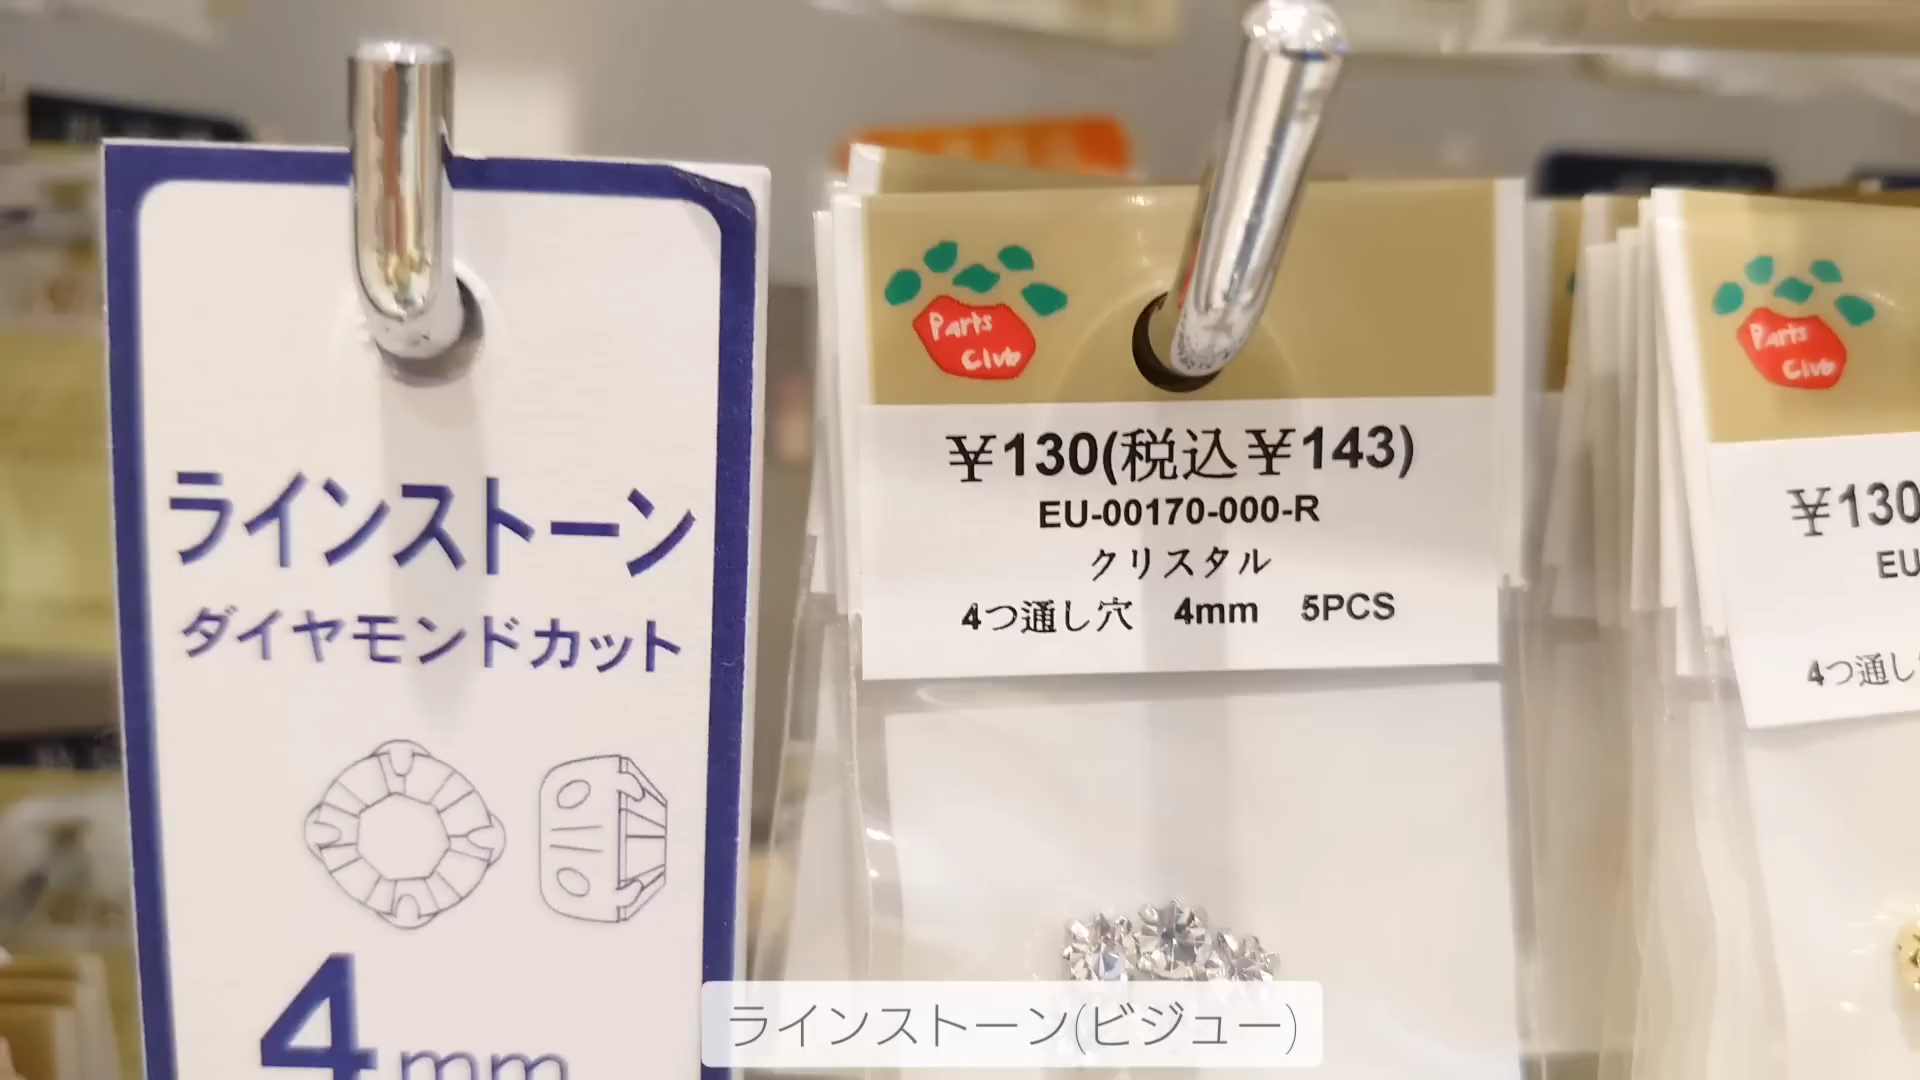 ラインストーン
ダイヤモンドカット
4mm
Parts
Club
¥130(税込¥143)
EU-00170-000-R
クリスタル
4つ通し穴 4mm 5PCS
Parts
Club
¥130
EU
4つ通し
ラインストーン(ビジュー)